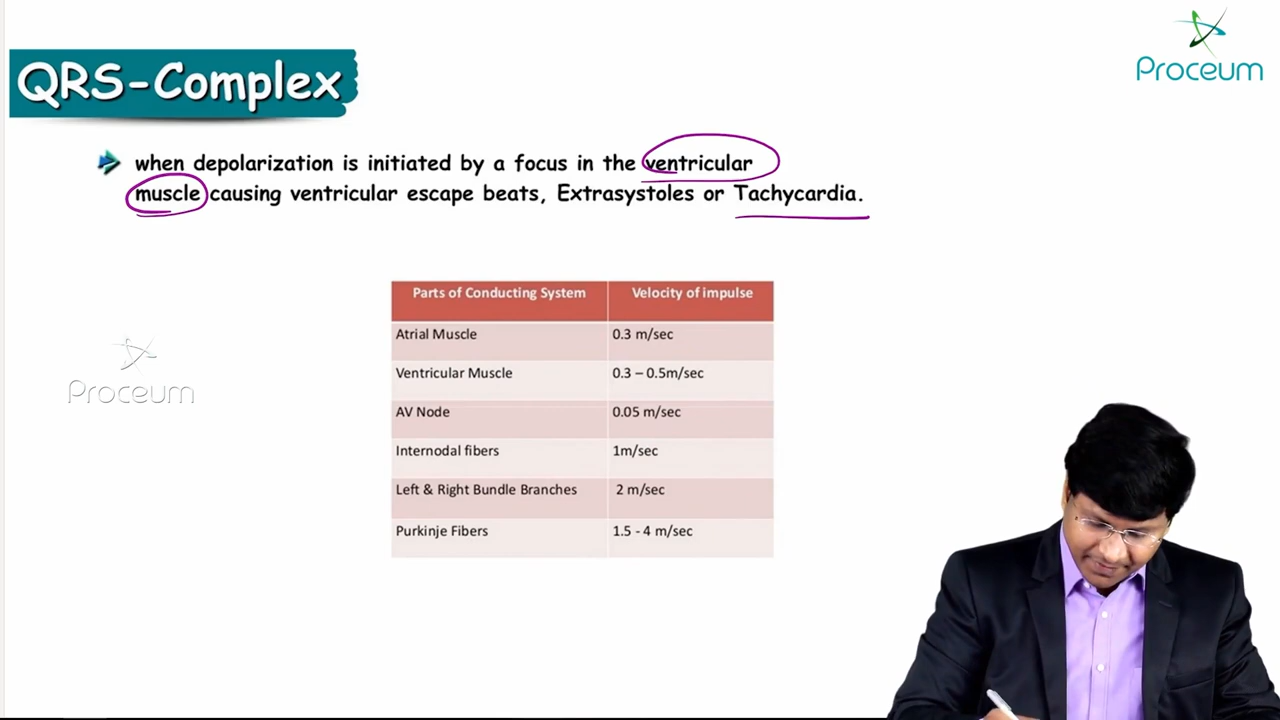 Proceum
QRS-Complex
when depolarization is initiated by a focus in the ventricular
muscle causing ventricular escape beats, Extrasystoles or Tachycardia.
Parts of Conducting System Velocity of impulse
Atrial Muscle 0.3 m/sec
Ventricular Muscle 0.3 – 0.5m/sec
AV Node 0.05 m/sec
Internodal fibers 1m/sec
Left & Right Bundle Branches 2 m/sec
Purkinje Fibers 1.5 - 4 m/sec
Proceum